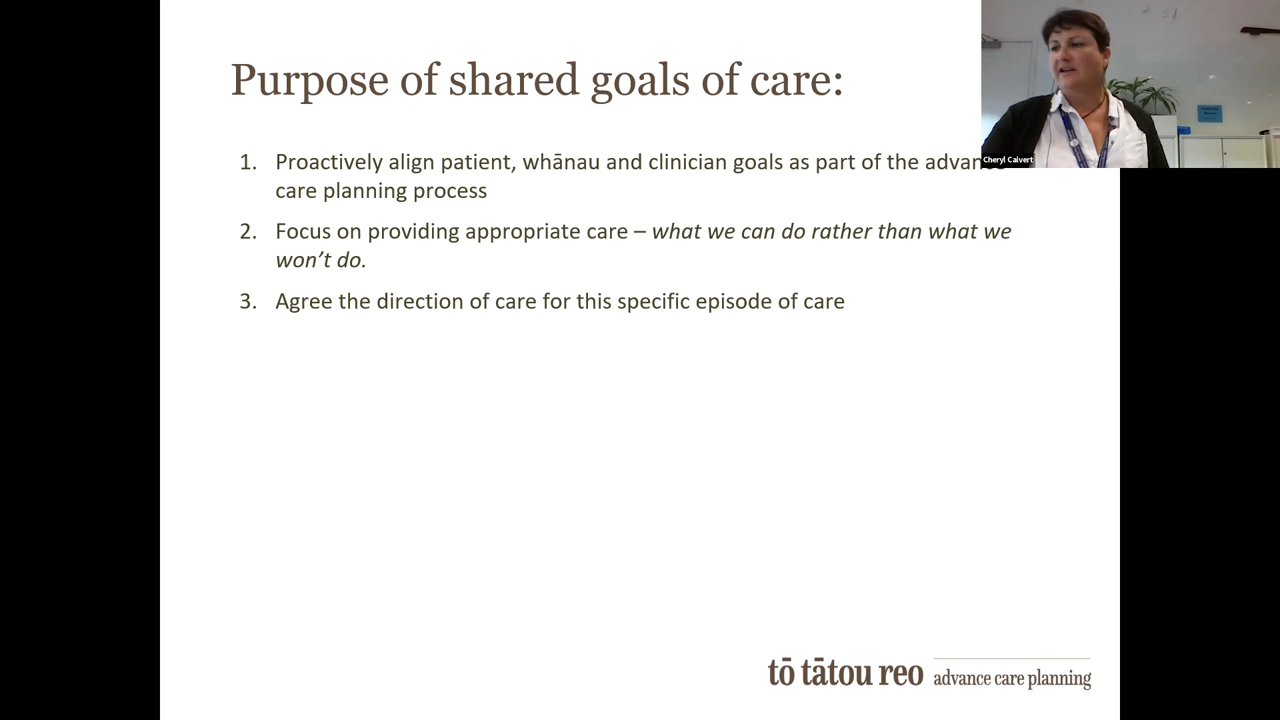 Purpose of shared goals of care:
1. Proactively align patient, whānau and clinician goals as part of the
care planning process
2. Focus on providing appropriate care – what we can do rather than what we
won’t do.
3. Agree the direction of care for this specific episode of care
Cheryl Calvert
tō tātou reo advance care planning